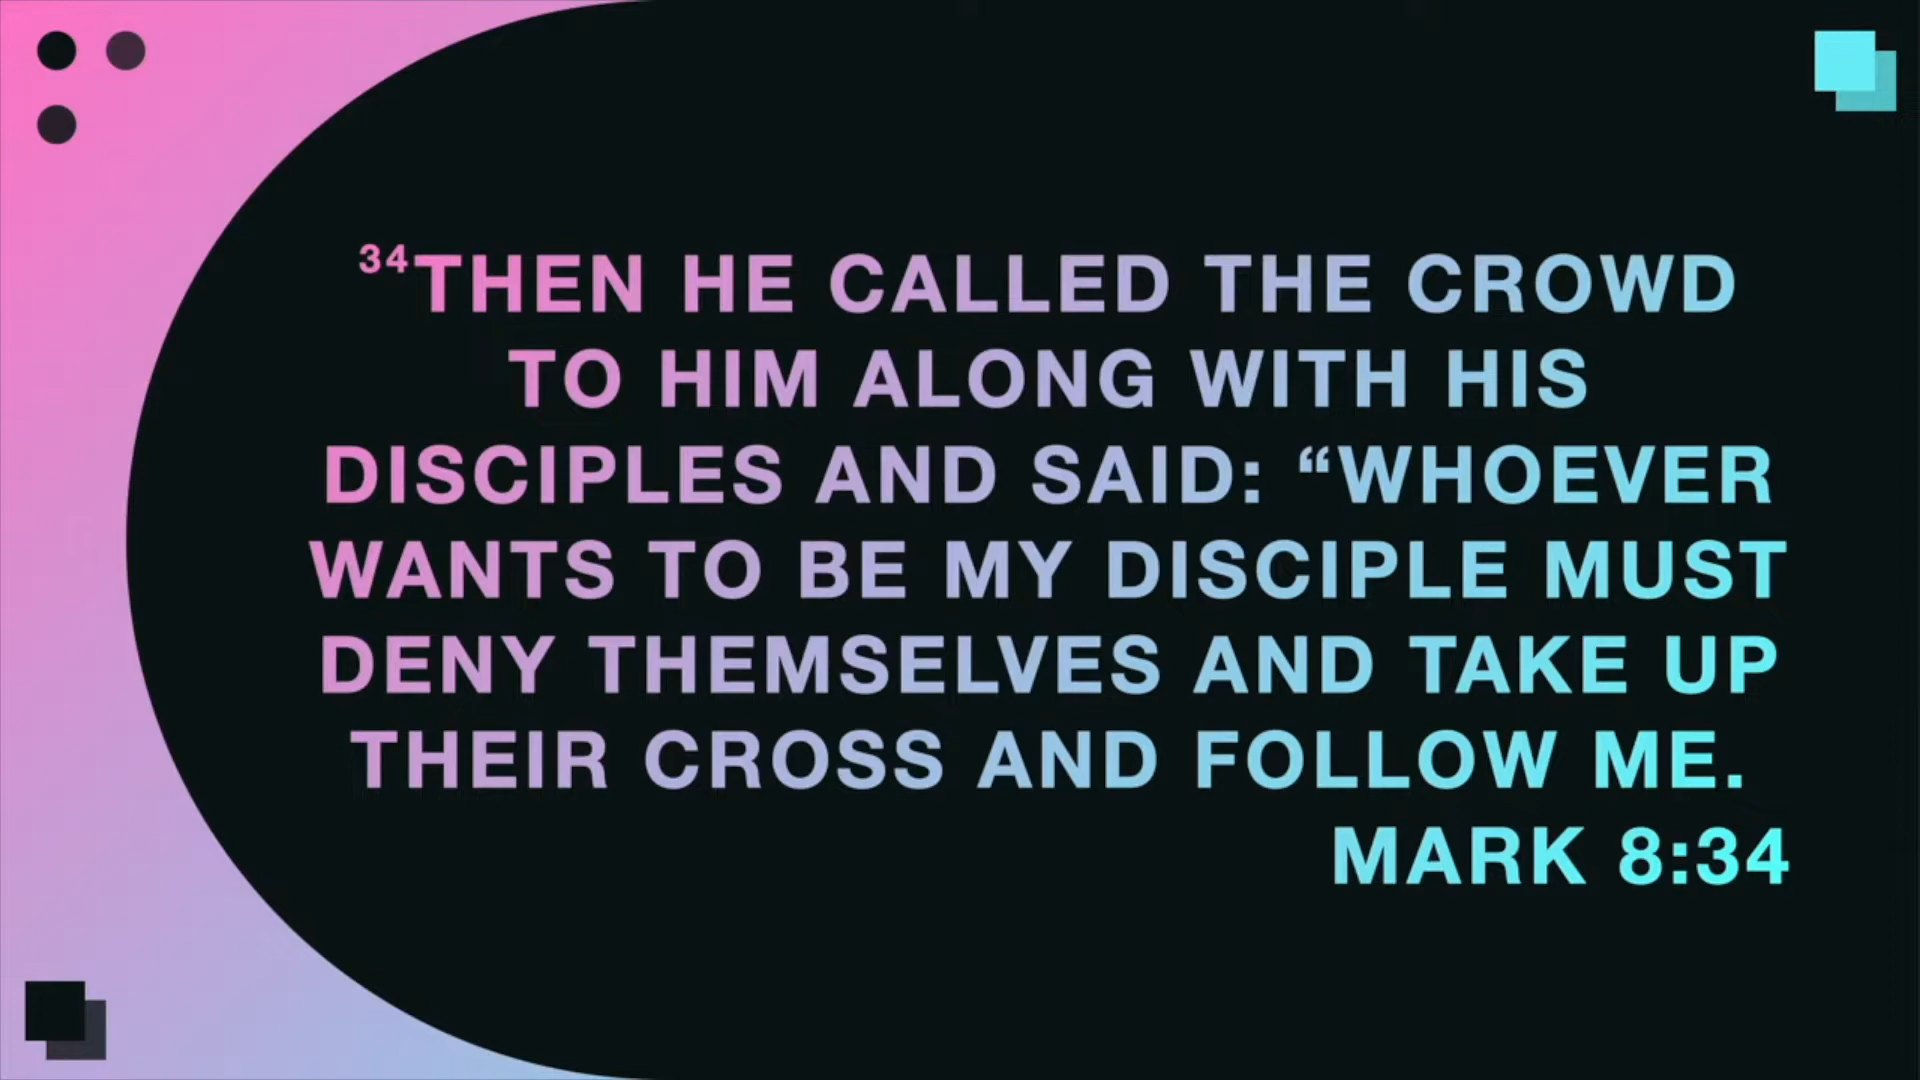 ³⁴THEN HE CALLED THE CROWD
TO HIM ALONG WITH HIS
DISCIPLES AND SAID: “WHOEVER
WANTS TO BE MY DISCIPLE MUST
DENY THEMSELVES AND TAKE UP
THEIR CROSS AND FOLLOW ME.
MARK 8:34